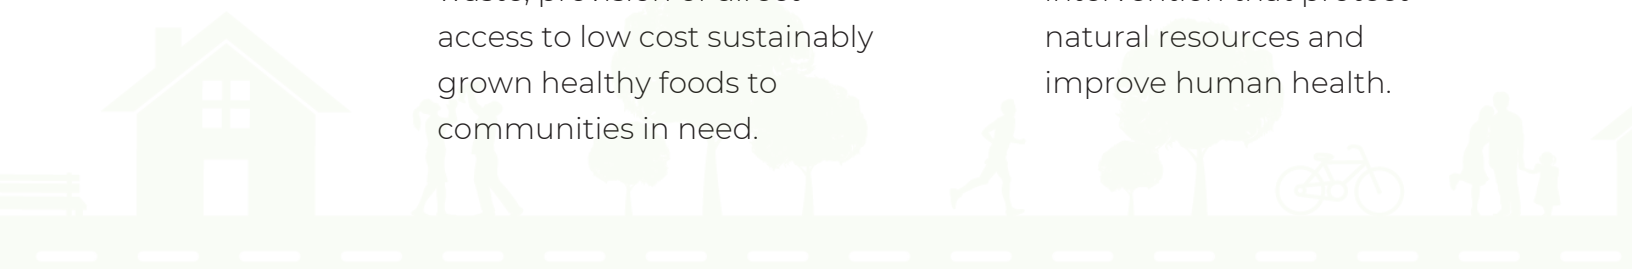 access to low cost sustainably
grown healthy foods to
communities in need.
natural resources and
improve human health.